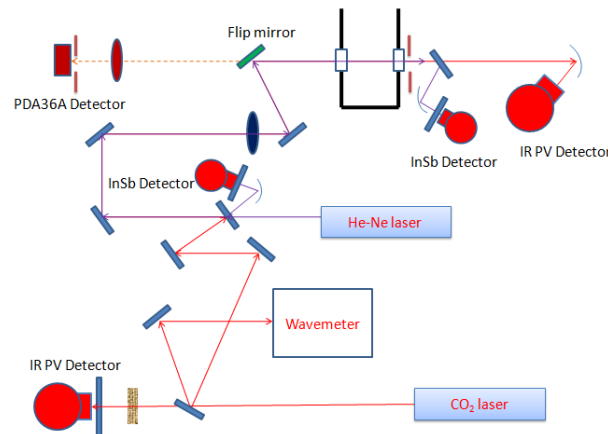 Flip mirror
PDA36A Detector
InSb Detector
IR PV Detector
InSb Detector
He-Ne laser
Wavemeter
IR PV Detector
CO₂ laser